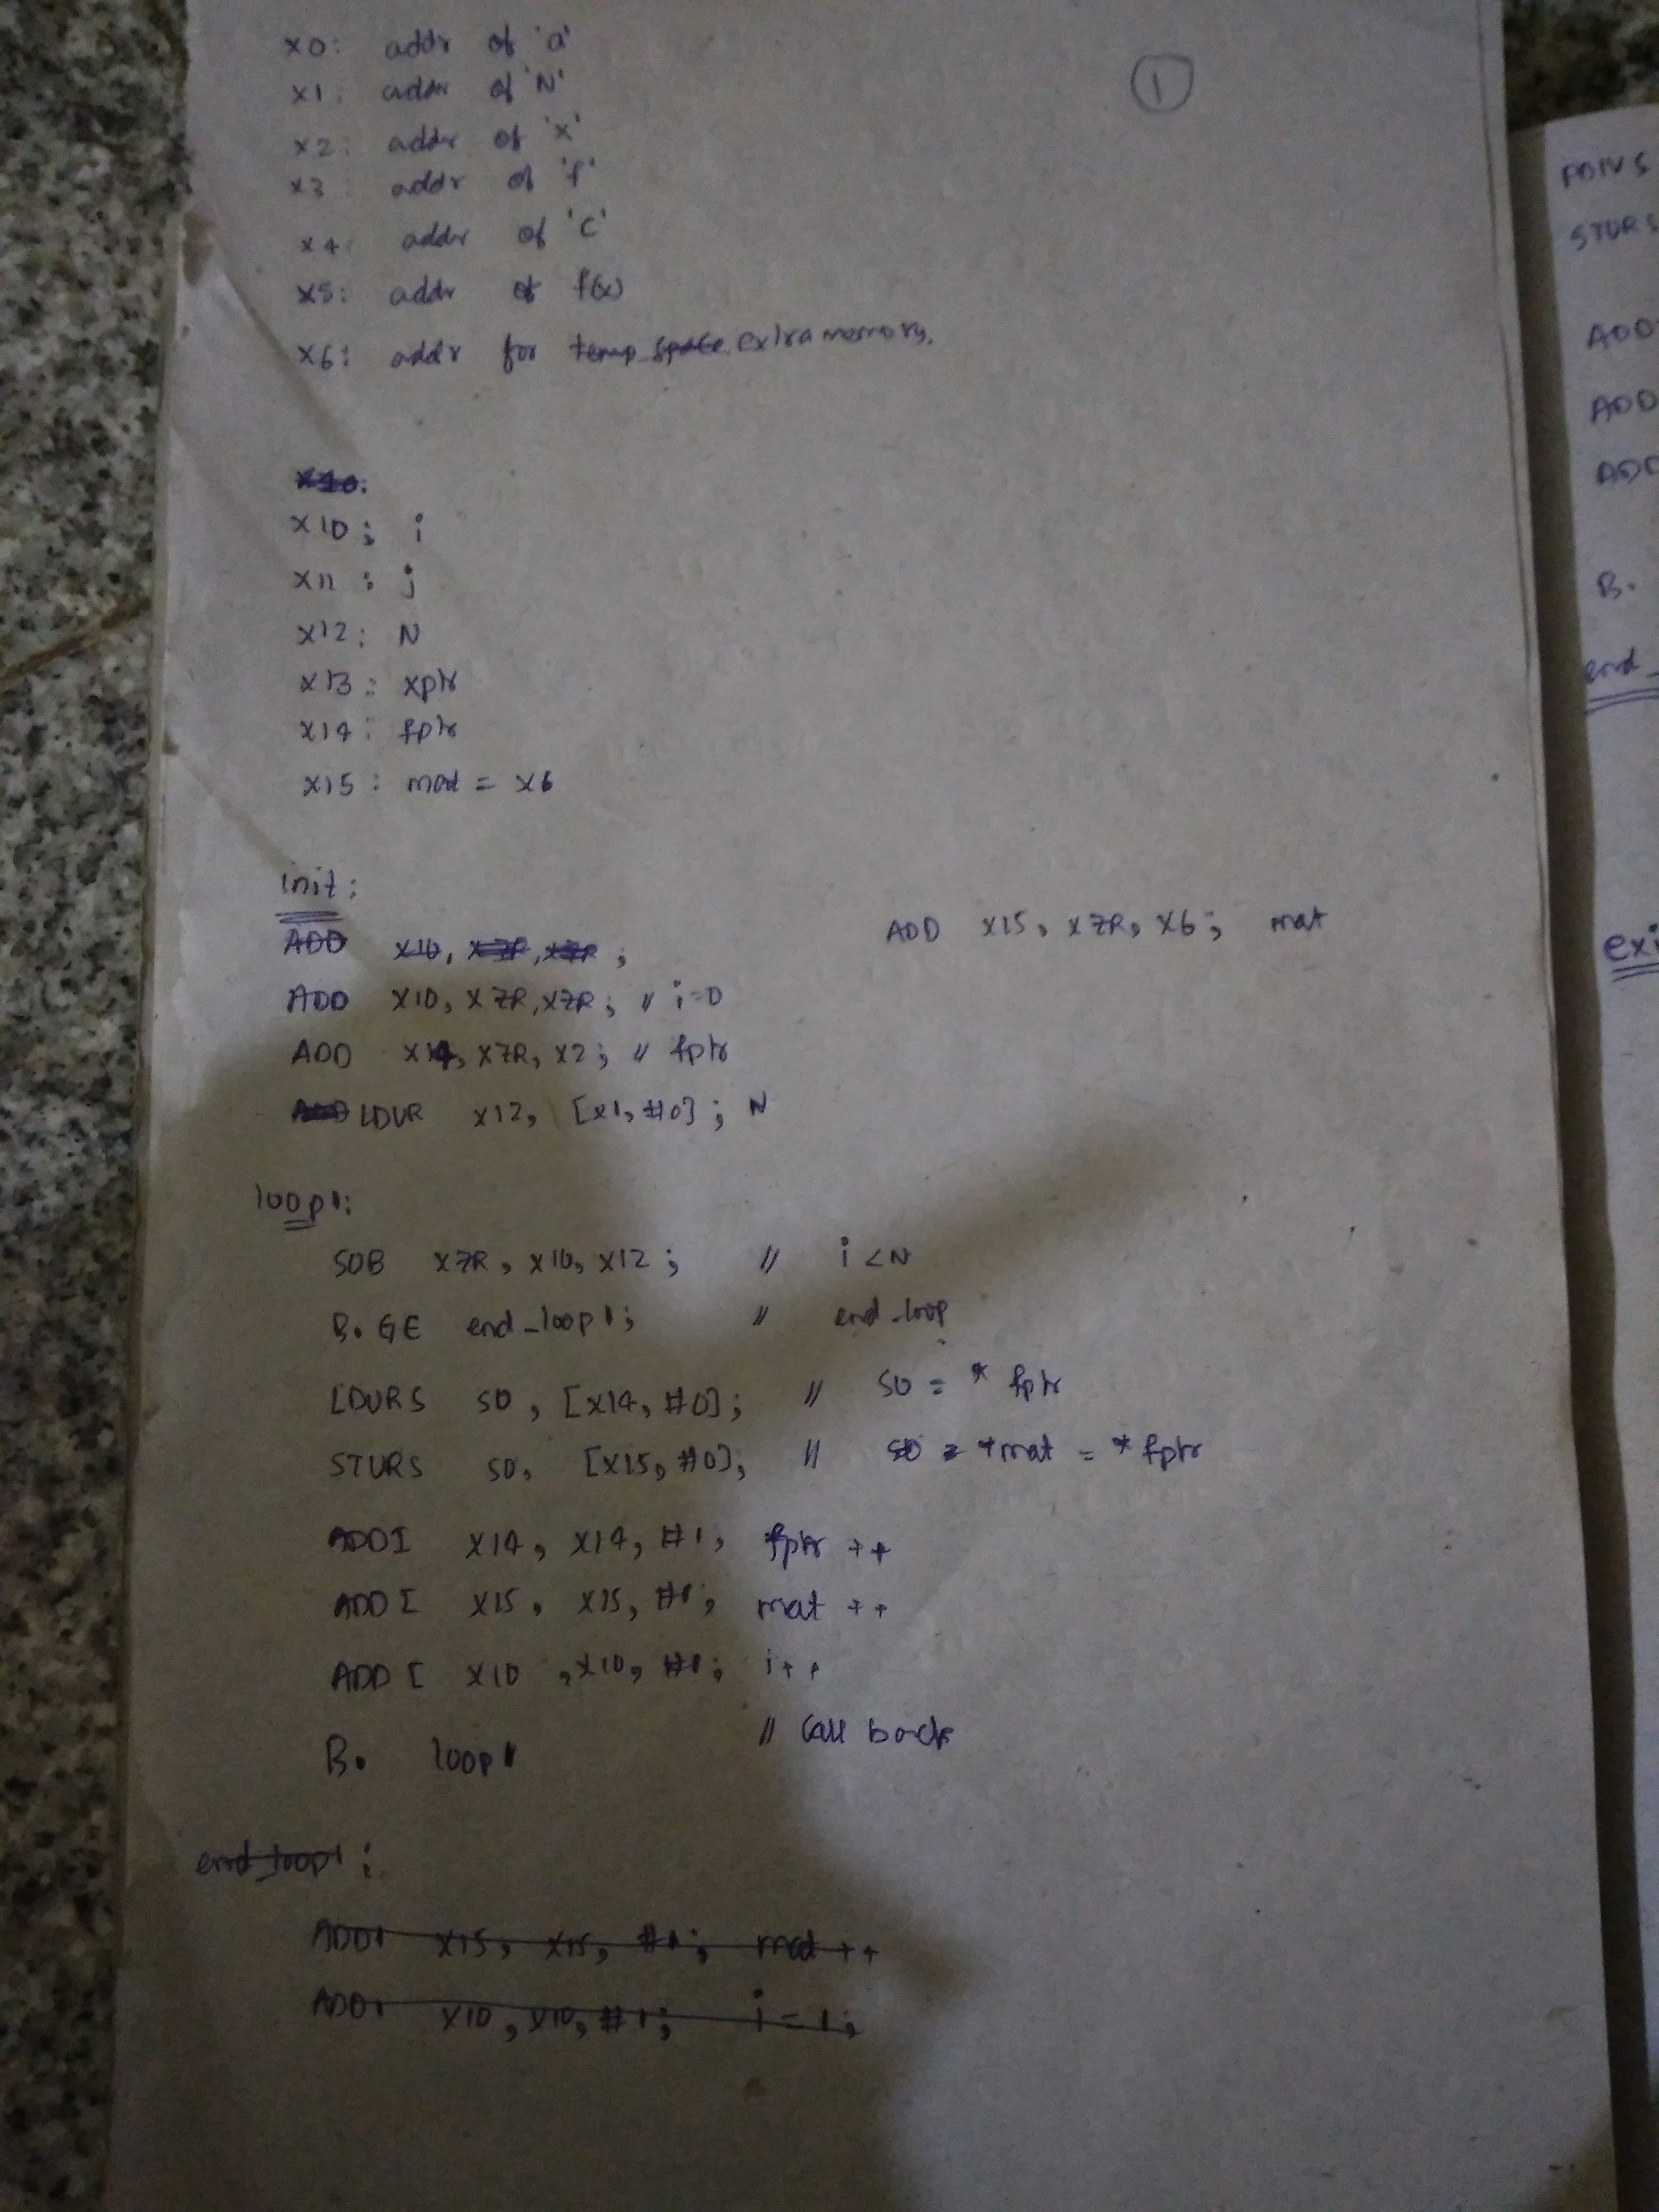 ①
x0: addr of 'a'
x1: addr of 'N'
x2: addr of 'x'
x3: addr of 'f'
x4: addr of 'c'
x5: addr of f(x)
x6: addr for temp space extra memory.
x10:
x10: i
x11: j
x12: N
x13: xptr
x14: fptr
x15: mat = x6
init:
ADD x10, xZR, xZR;
ADD x15, xZR, x6; mat
ADD x10, xZR, xZR; // i=0
ADD x14, xZR, x2; // fptr
ADD LDUR x12, [x1, #0]; N
loop1:
SUB xZR, x10, x12; // i<N
B.GE end_loop1; // end_loop
LDURS S0, [x14, #0]; // S0 = *fptr
STURS S0, [x15, #0]; // S0 = *mat = *fptr
ADDI x14, x14, #1, fptr ++
ADDI x15, x15, #1; mat ++
ADDI x10, x10, #1; i++
// call back
B. loop1
end_loop1:
ADDI x15, x15, #1; mat ++
ADDI x10, x10, #1; i = 1;
FDIVS
STURS
ADD
ADD
ADD
B.
end_
exi